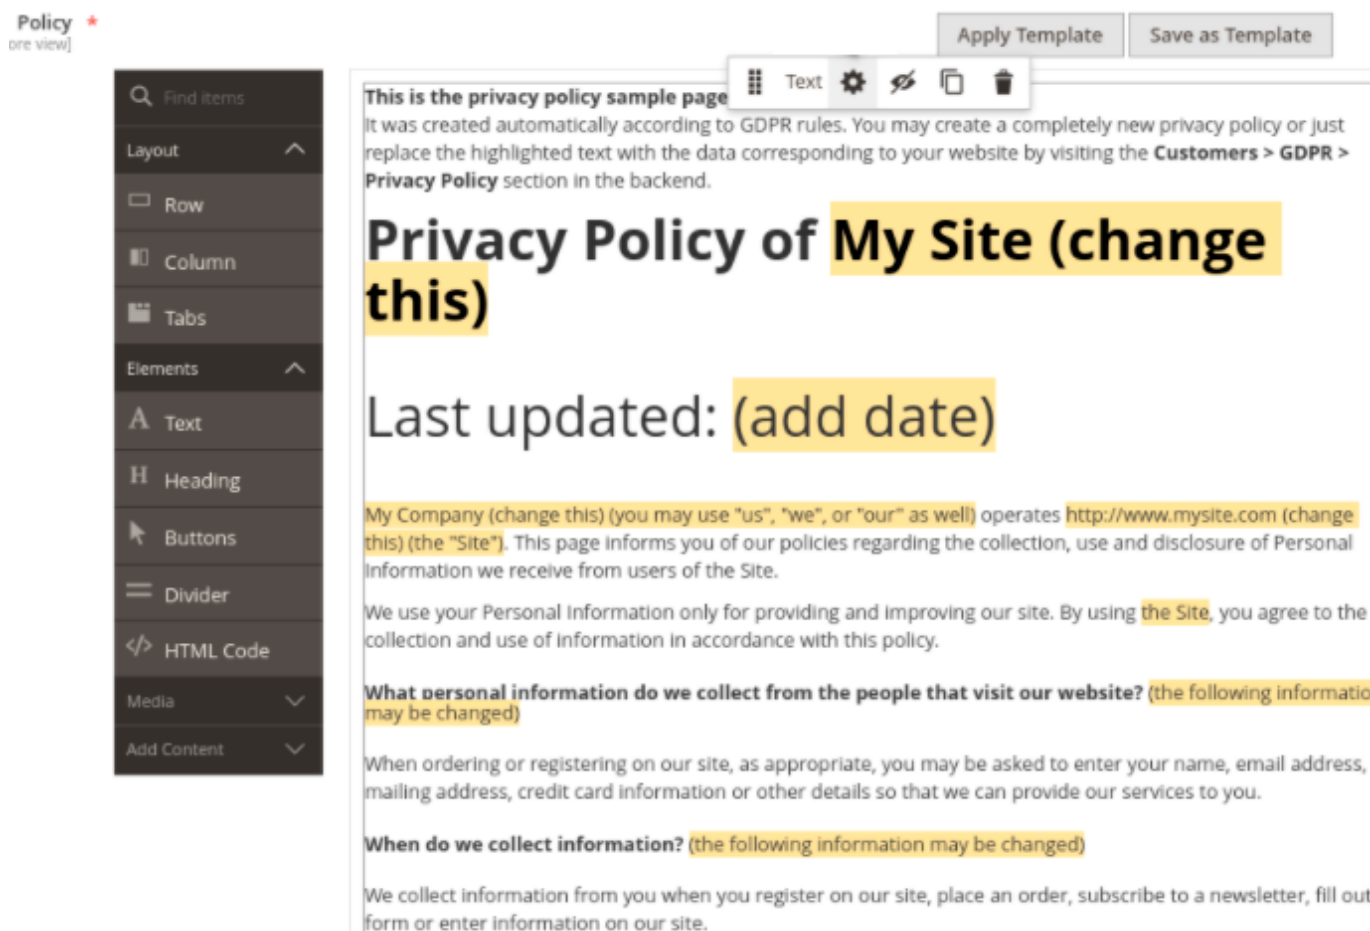 Policy *
ore view]
Apply Template
Save as Template
Find items
Layout
Row
Column
Tabs
Elements
Text
Heading
Buttons
Divider
HTML Code
Media
Add Content
Text
This is the privacy policy sample page
It was created automatically according to GDPR rules. You may create a completely new privacy policy or just
replace the highlighted text with the data corresponding to your website by visiting the Customers > GDPR >
Privacy Policy section in the backend.
Privacy Policy of My Site (change
this)
Last updated: (add date)
My Company (change this) (you may use "us", "we", or "our" as well) operates http://www.mysite.com (change
this) (the "Site"). This page informs you of our policies regarding the collection, use and disclosure of Personal
Information we receive from users of the Site.
We use your Personal Information only for providing and improving our site. By using the Site, you agree to the
collection and use of information in accordance with this policy.
What personal information do we collect from the people that visit our website? (the following informatio
may be changed)
When ordering or registering on our site, as appropriate, you may be asked to enter your name, email address,
mailing address, credit card information or other details so that we can provide our services to you.
When do we collect information? (the following information may be changed)
We collect information from you when you register on our site, place an order, subscribe to a newsletter, fill out
form or enter information on our site.